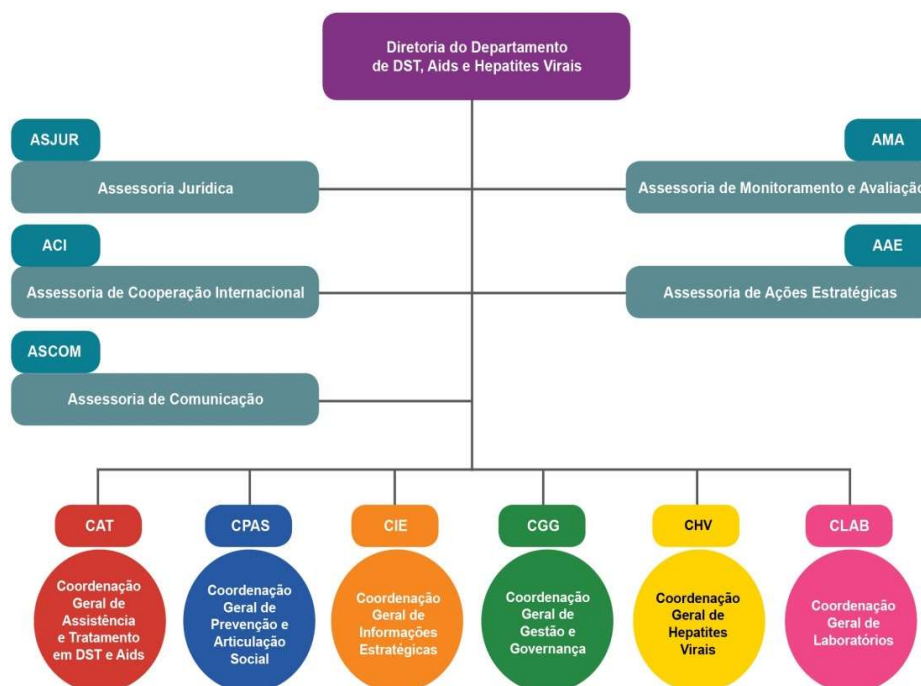 Diretoria do Departamento
de DST, Aids e Hepatites Virais
ASJUR
Assessoria Jurídica
AMA
Assessoria de Monitoramento e Avaliação
ACI
Assessoria de Cooperação Internacional
AAE
Assessoria de Ações Estratégicas
ASCOM
Assessoria de Comunicação
CAT
Coordenação
Geral de
Assistência
e Tratamento
em DST e Aids
CPAS
Coordenação
Geral de
Prevenção e
Articulação
Social
CIE
Coordenação
Geral de
Informações
Estratégicas
CGG
Coordenação
Geral de
Gestão e
Governança
CHV
Coordenação
Geral de
Hepatites
Virais
CLAB
Coordenação
Geral de
Laboratórios